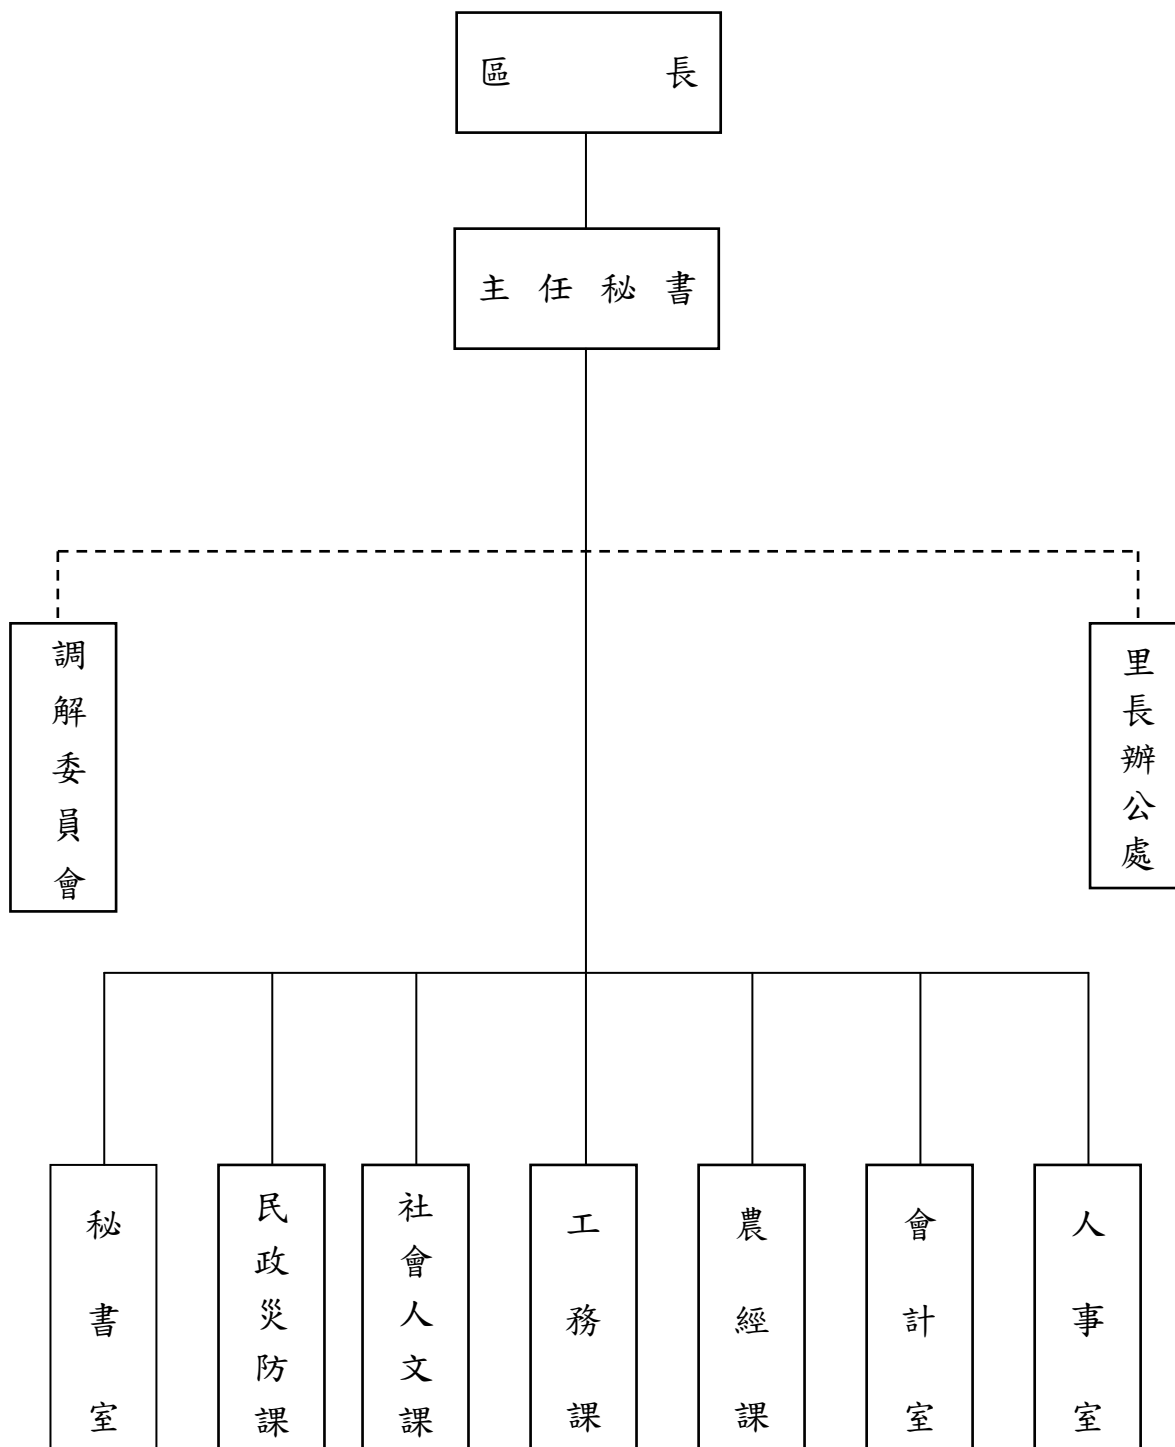 區長
主任秘書
調解委員會
里長辦公處
秘書室
民政災防課
社會人文課
工務課
農經課
會計室
人事室